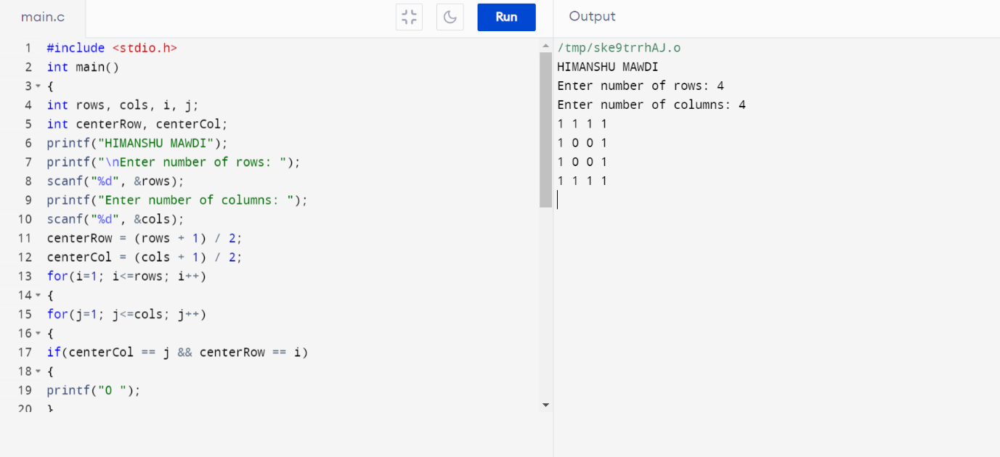 main.c
Run
Output
1 #include <stdio.h>
2 int main()
3 {
4 int rows, cols, i, j;
5 int centerRow, centerCol;
6 printf("HIMANSHU MAWDI");
7 printf("\nEnter number of rows: ");
8 scanf("%d", &rows);
9 printf("Enter number of columns: ");
10 scanf("%d", &cols);
11 centerRow = (rows + 1) / 2;
12 centerCol = (cols + 1) / 2;
13 for(i=1; i<=rows; i++)
14 {
15 for(j=1; j<=cols; j++)
16 {
17 if(centerCol == j && centerRow == i)
18 {
19 printf("0 ");
20 }
/tmp/ske9trrhAJ.o
HIMANSHU MAWDI
Enter number of rows: 4
Enter number of columns: 4
1 1 1 1
1 0 0 1
1 0 0 1
1 1 1 1